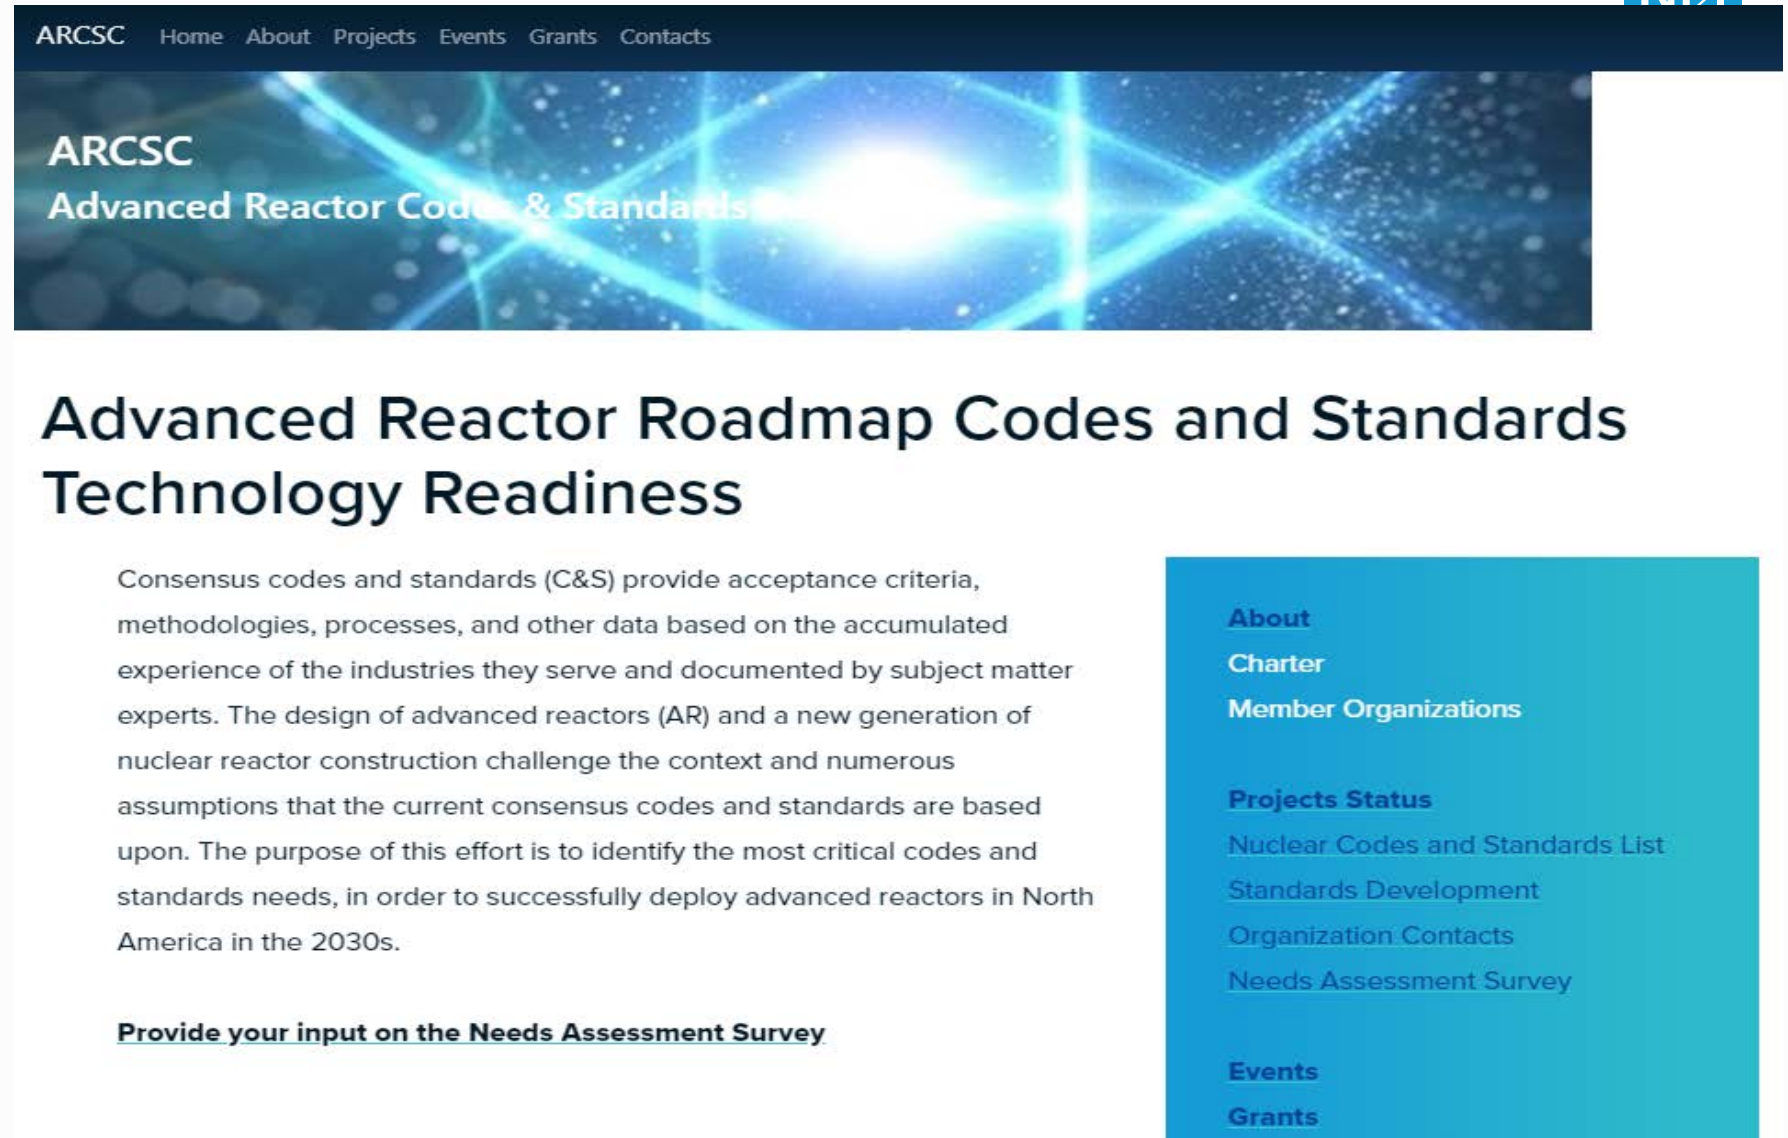 ARCSC Home About Projects Events Grants Contacts
ARCSC
Advanced Reactor Codes & Standards
Advanced Reactor Roadmap Codes and Standards
Technology Readiness
Consensus codes and standards (C&S) provide acceptance criteria,
methodologies, processes, and other data based on the accumulated
experience of the industries they serve and documented by subject matter
experts. The design of advanced reactors (AR) and a new generation of
nuclear reactor construction challenge the context and numerous
assumptions that the current consensus codes and standards are based
upon. The purpose of this effort is to identify the most critical codes and
standards needs, in order to successfully deploy advanced reactors in North
America in the 2030s.
Provide your input on the Needs Assessment Survey
About
Charter
Member Organizations
Projects Status
Nuclear Codes and Standards List
Standards Development
Organization Contacts
Needs Assessment Survey
Events
Grants